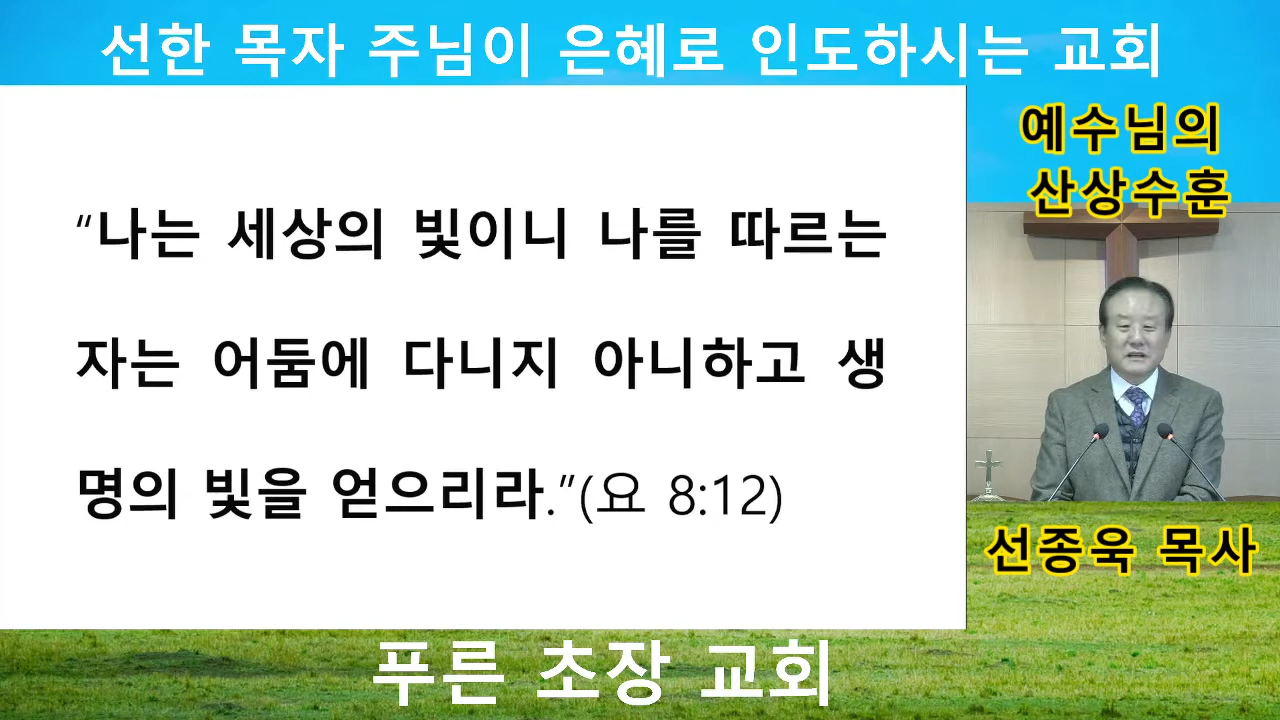 선한 목자 주님이 은혜로 인도하시는 교회
예수님의
산상수훈
“나는 세상의 빛이니 나를 따르는
자는 어둠에 다니지 아니하고 생
명의 빛을 얻으리라.”(요 8:12)
선종욱 목사
푸른 초장 교회